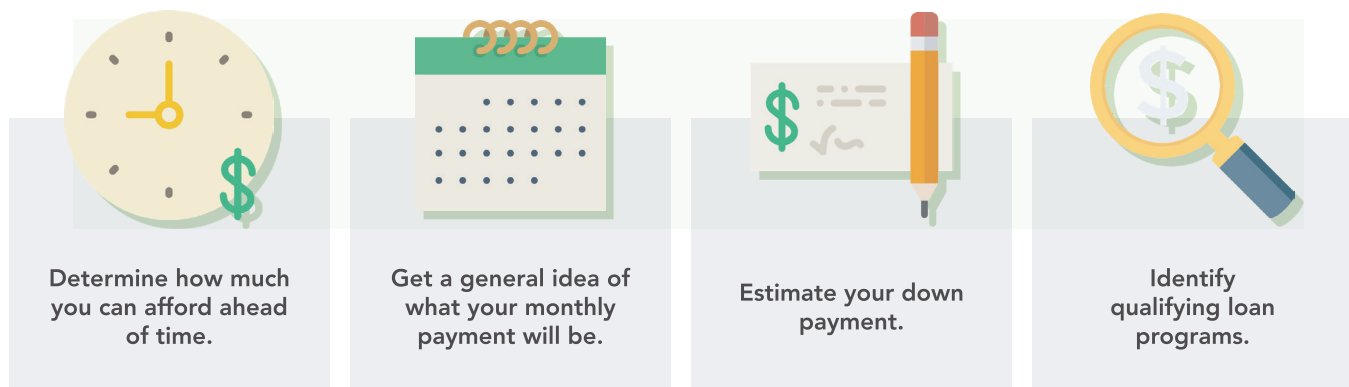 Determine how much
you can afford ahead
of time.
Get a general idea of
what your monthly
payment will be.
Estimate your down
payment.
Identify
qualifying loan
programs.